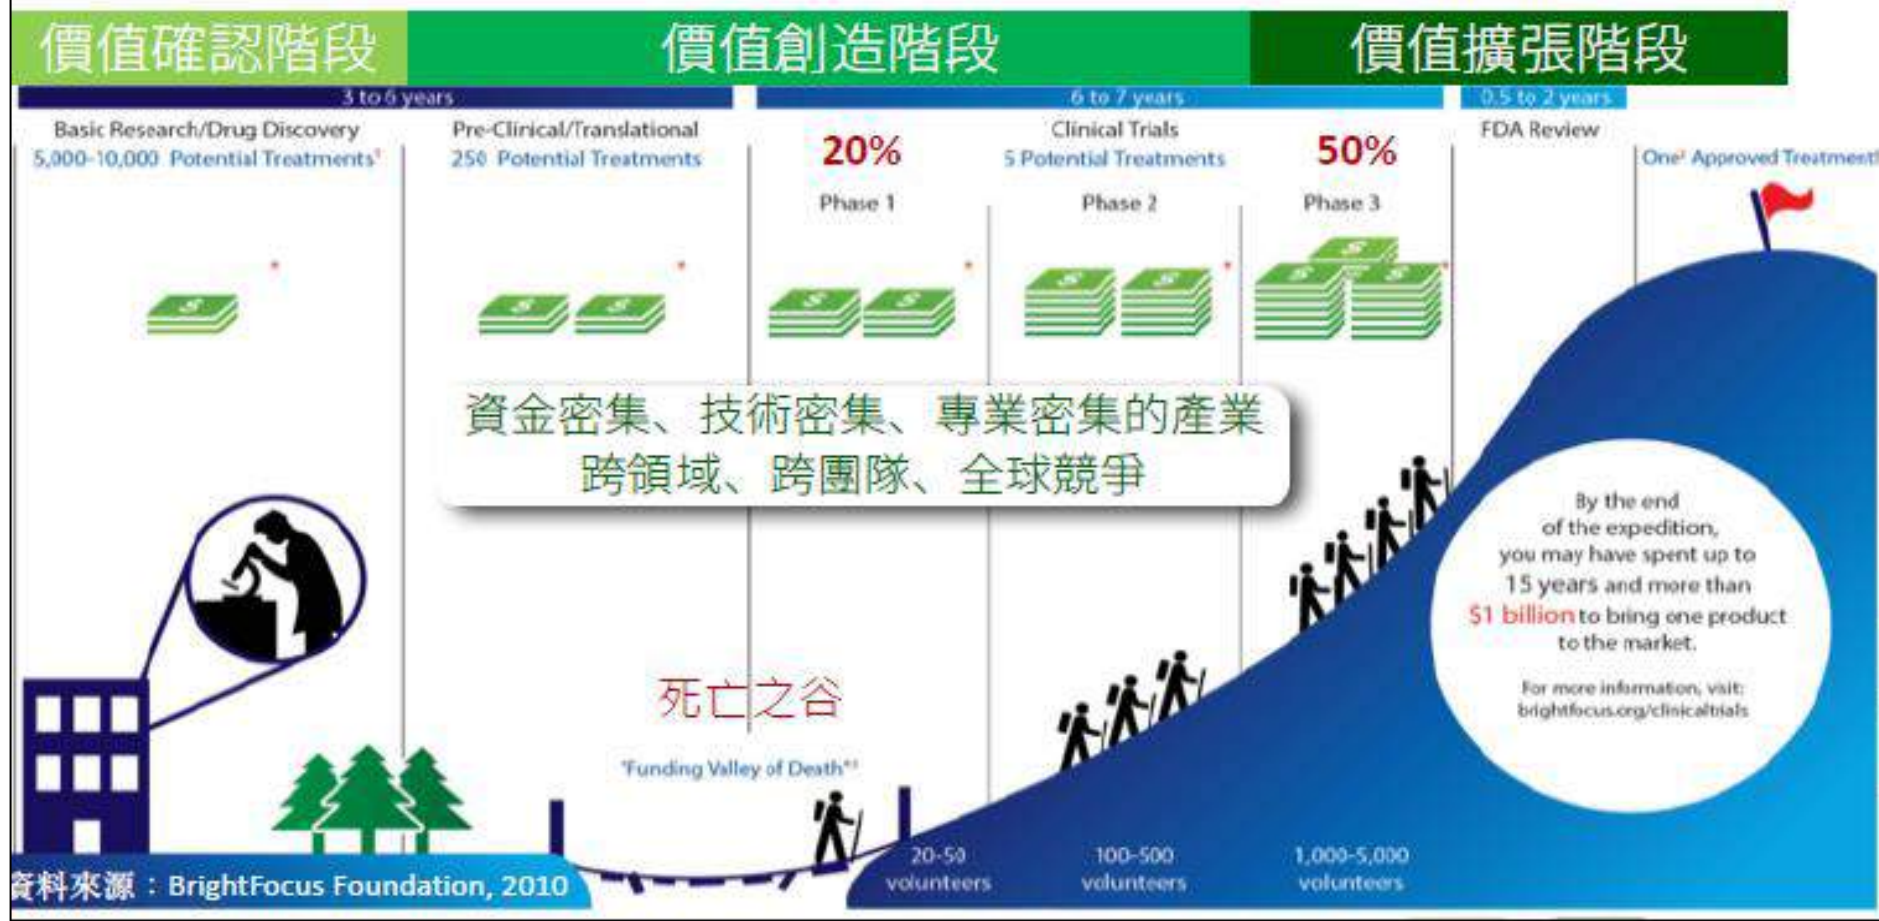 價值確認階段
價值創造階段
價值擴張階段
3 to 6 years
6 to 7 years
0.5 to 2 years
Basic Research/Drug Discovery
5,000-10,000 Potential Treatments¹
Pre-Clinical/Translational
250 Potential Treatments
20%
Phase 1
Clinical Trials
5 Potential Treatments
Phase 2
50%
Phase 3
FDA Review
One² Approved Treatment
資金密集、技術密集、專業密集的產業
跨領域、跨團隊、全球競爭
By the end
of the expedition,
you may have spent up to
15 years and more than
$1 billion to bring one product
to the market.
For more information, visit:
brightfocus.org/clinicaltrials
死亡之谷
"Funding Valley of Death"³
20-50
volunteers
100-500
volunteers
1,000-5,000
volunteers
資料來源：BrightFocus Foundation, 2010